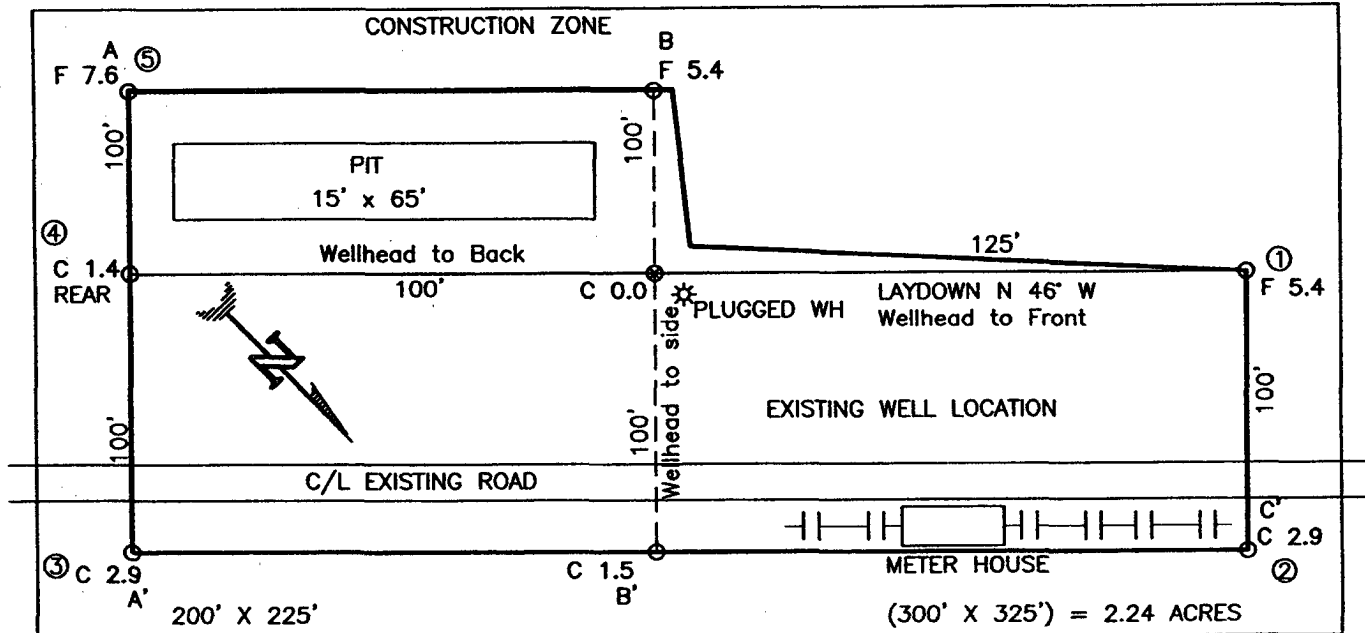 CONSTRUCTION ZONE
A ⑤
F 7.6
B
F 5.4
100'
100'
PIT
15' x 65'
④
C 1.4
REAR
Wellhead to Back
100'
C 0.0
125'
①
F 5.4
PLUGGED WH
LAYDOWN N 46° W
Wellhead to Front
N
100'
100'
Wellhead to side
100'
EXISTING WELL LOCATION
C/L EXISTING ROAD
C'
C 2.9
③ C 2.9
A'
C 1.5
B'
METER HOUSE
②
200' X 225'
(300' X 325') = 2.24 ACRES